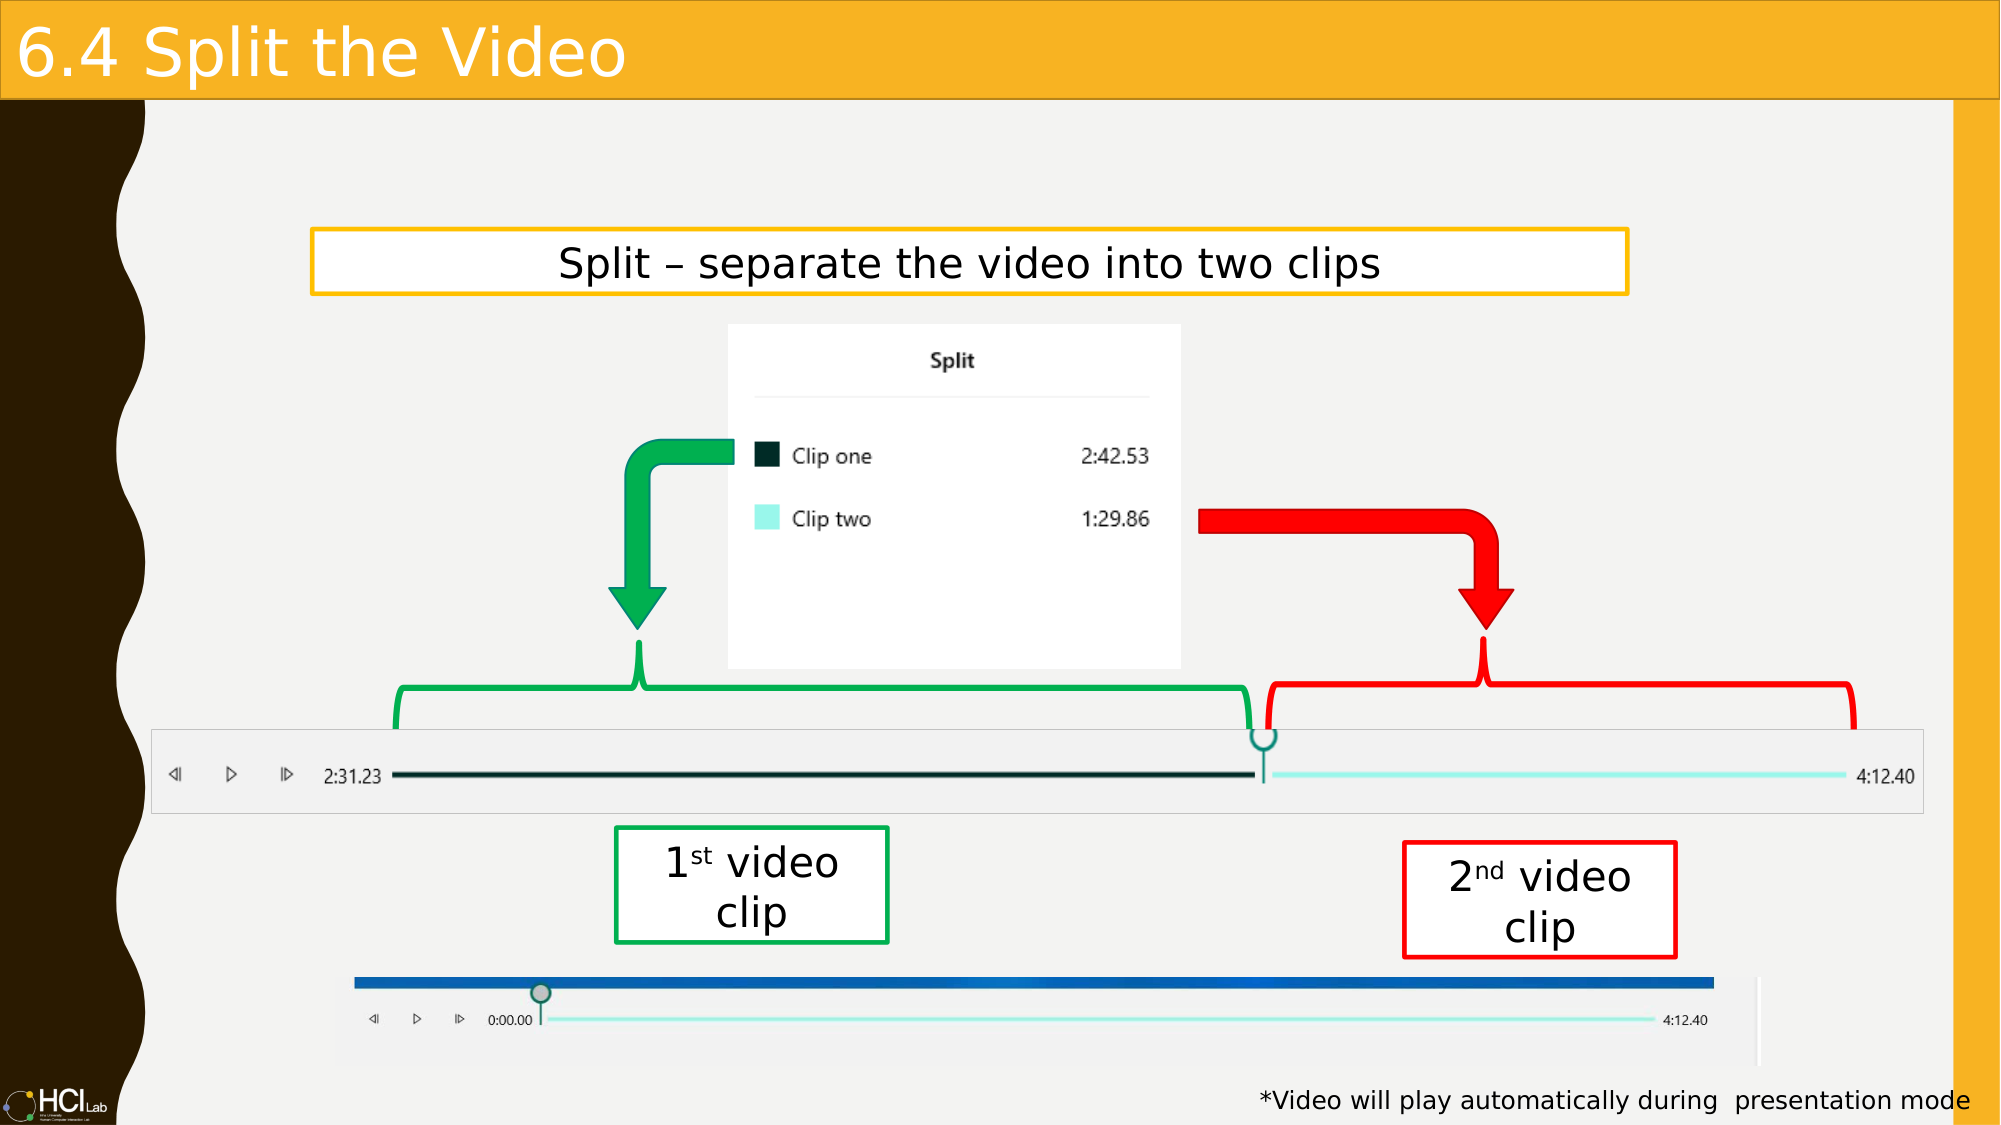 6.4 Split the Video
Split – separate the video into two clips
Split
Clip one 2:42.53
Clip two 1:29.86
2:31.23 4:12.40
1st video
clip
2nd video
clip
0:00.00 4:12.40
HCI Lab
*Video will play automatically during  presentation mode